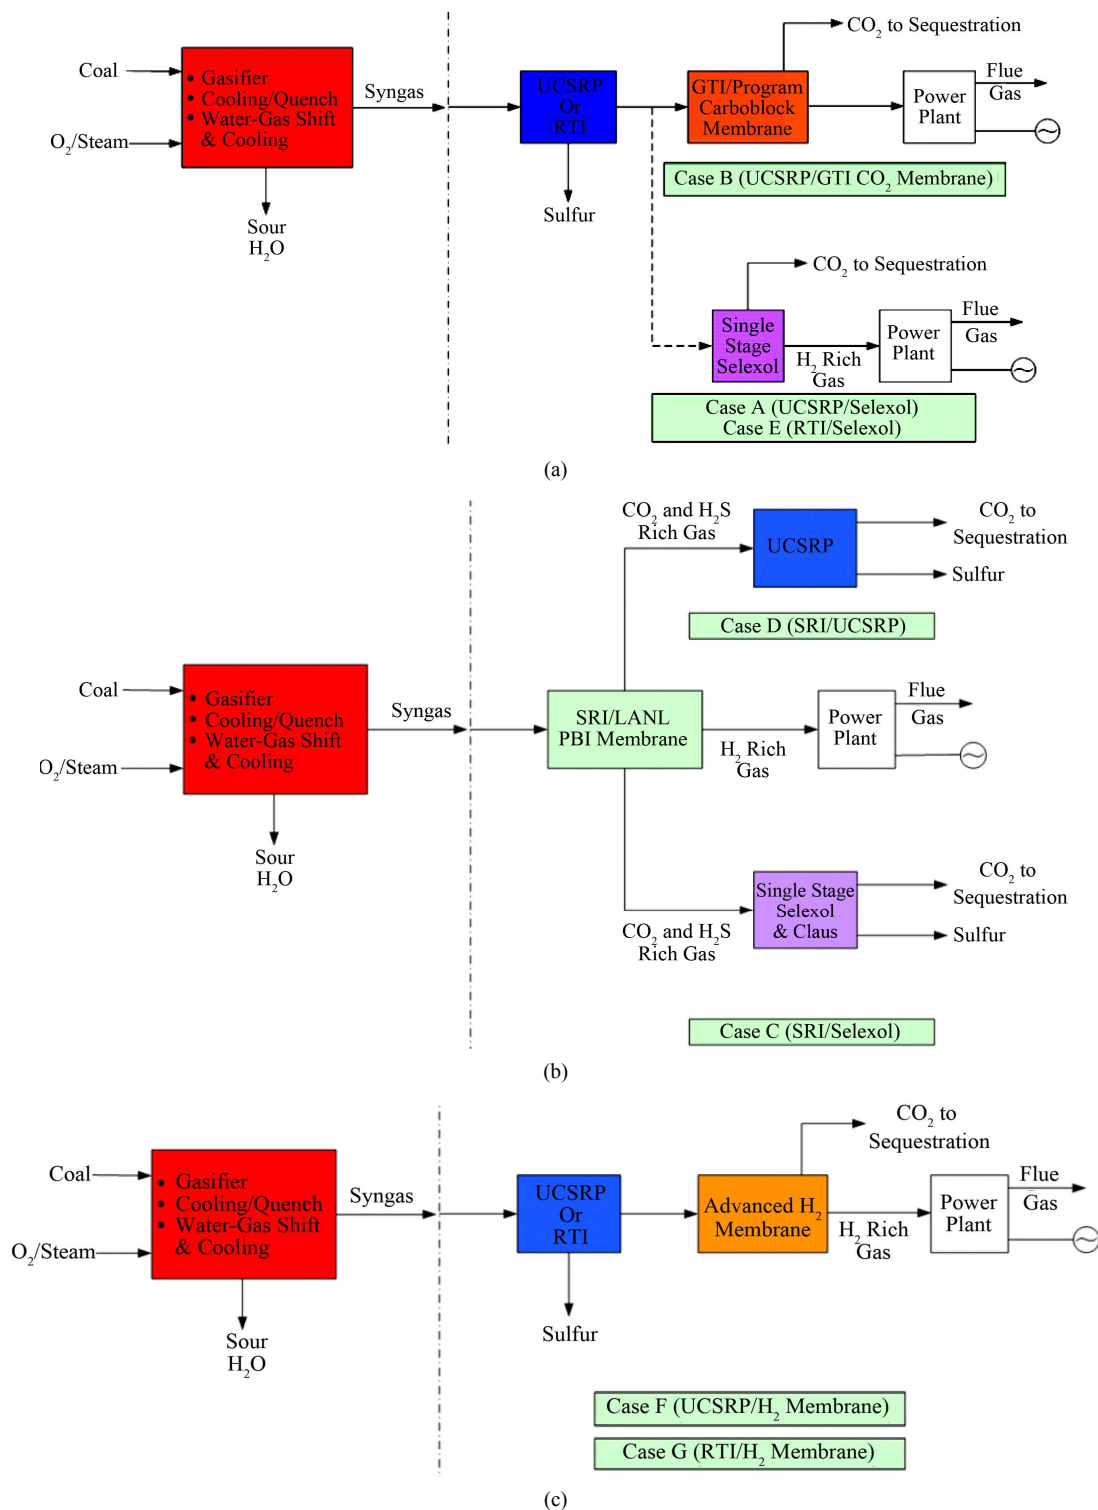 CO2 to Sequestration
Coal
• Gasifier
• Cooling/Quench
• Water-Gas Shift
& Cooling
O2/Steam
Syngas
UCSRP
Or
RTI
GTI/Program
Carboblock
Membrane
Power
Plant
Flue
Gas
Sour
H2O
Sulfur
Case B (UCSRP/GTI CO2 Membrane)
CO2 to Sequestration
Single
Stage
Selexol
H2 Rich
Gas
Power
Plant
Flue
Gas
Case A (UCSRP/Selexol)
Case E (RTI/Selexol)
(a)
CO2 and H2S
Rich Gas
UCSRP
CO2 to
Sequestration
Sulfur
Case D (SRI/UCSRP)
Coal
• Gasifier
• Cooling/Quench
• Water-Gas Shift
& Cooling
O2/Steam
Syngas
SRI/LANL
PBI Membrane
H2 Rich
Gas
Power
Plant
Flue
Gas
Sour
H2O
CO2 and H2S
Rich Gas
Single Stage
Selexol
& Claus
CO2 to
Sequestration
Sulfur
Case C (SRI/Selexol)
(b)
CO2 to
Sequestration
Coal
• Gasifier
• Cooling/Quench
• Water-Gas Shift
& Cooling
O2/Steam
Syngas
UCSRP
Or
RTI
Advanced H2
Membrane
H2 Rich
Gas
Power
Plant
Flue
Gas
Sour
H2O
Sulfur
Case F (UCSRP/H2 Membrane)
Case G (RTI/H2 Membrane)
(c)